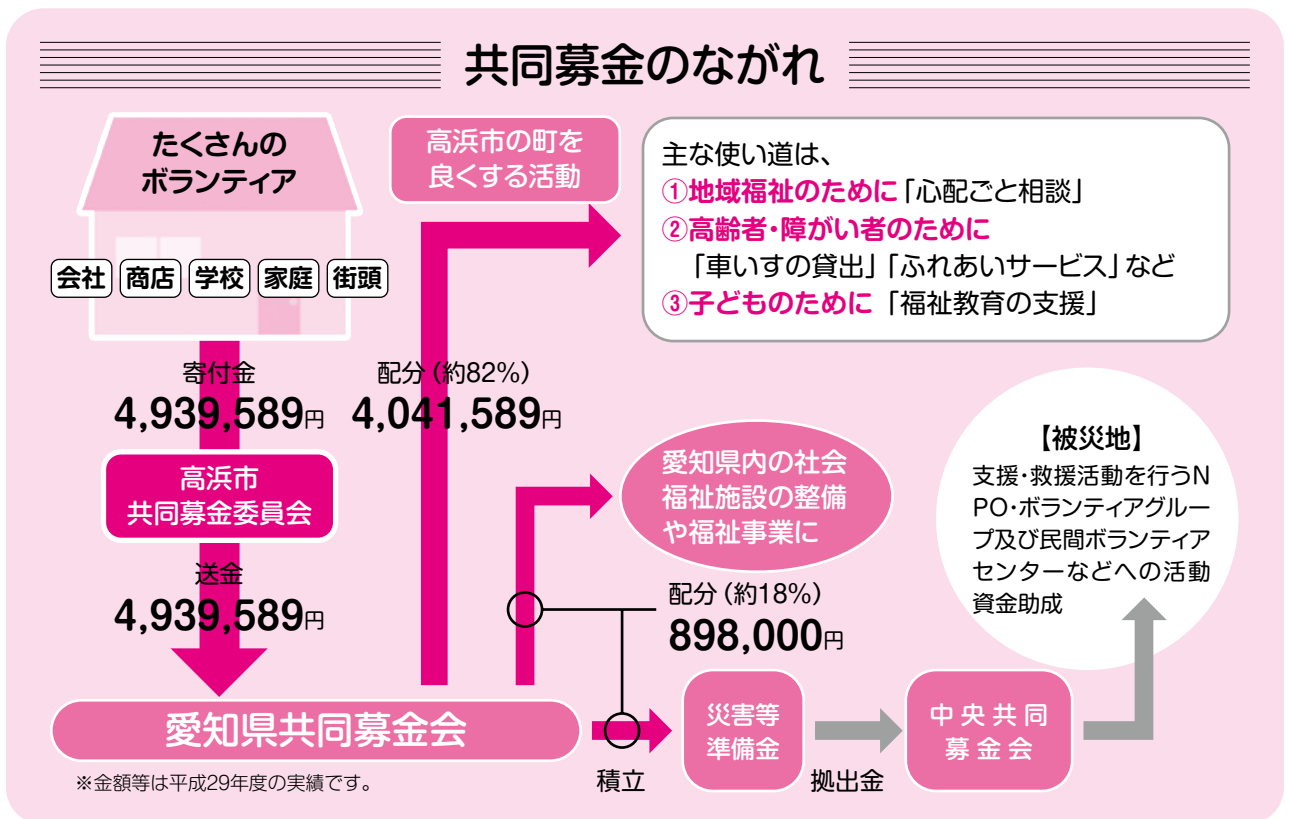 共同募金のながれ
たくさんの
ボランティア
会社 商店 学校 家庭 街頭
寄付金
4,939,589円
高浜市
共同募金委員会
送金
4,939,589円
愛知県共同募金会
※金額等は平成29年度の実績です。
高浜市の町を
良くする活動
配分(約82%)
4,041,589円
主な使い道は、
①地域福祉のために「心配ごと相談」
②高齢者・障がい者のために
「車いすの貸出」「ふれあいサービス」など
③子どものために「福祉教育の支援」
愛知県内の社会
福祉施設の整備
や福祉事業に
配分(約18%)
898,000円
積立
災害等
準備金
拠出金
中央共同
募金会
【被災地】
支援・救援活動を行うN
PO・ボランティアグルー
プ及び民間ボランティア
センターなどへの活動
資金助成